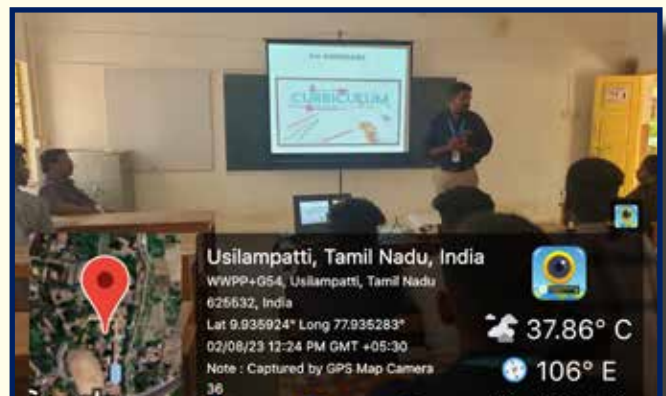 CURRICULUM
Usilampatti, Tamil Nadu, India
WWPP+G54, Usilampatti, Tamil Nadu
625532, India
Lat 9.935924° Long 77.935283°
02/08/23 12:24 PM GMT +05:30
Note : Captured by GPS Map Camera
36
37.86° C
106° E